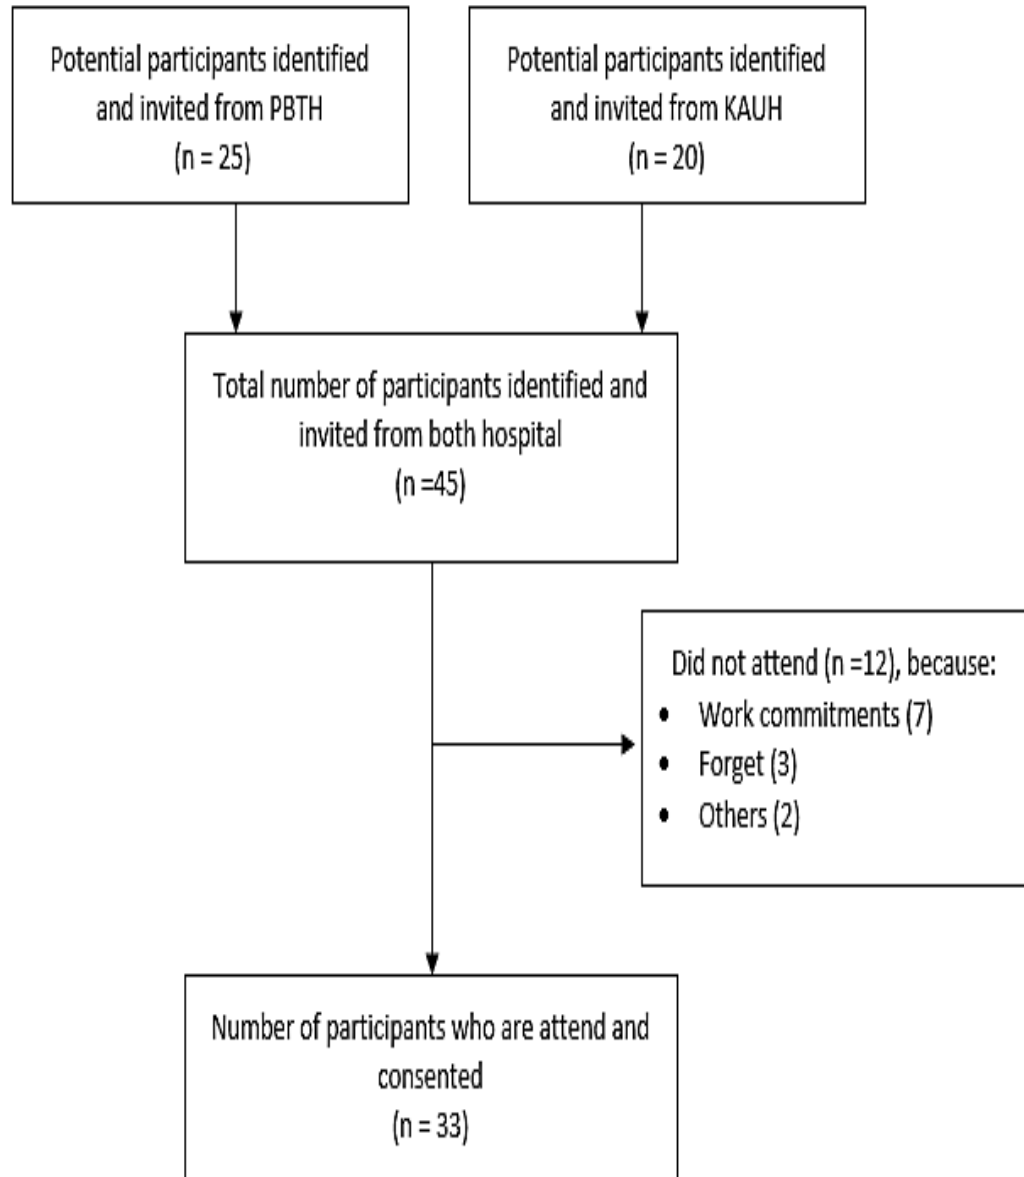 Potential participants identified
and invited from PBTH
(n = 25)
Potential participants identified
and invited from KAUH
(n = 20)
Total number of participants identified and
invited from both hospital
(n =45)
Did not attend (n =12), because:
• Work commitments (7)
• Forget (3)
• Others (2)
Number of participants who are attend and
consented
(n = 33)